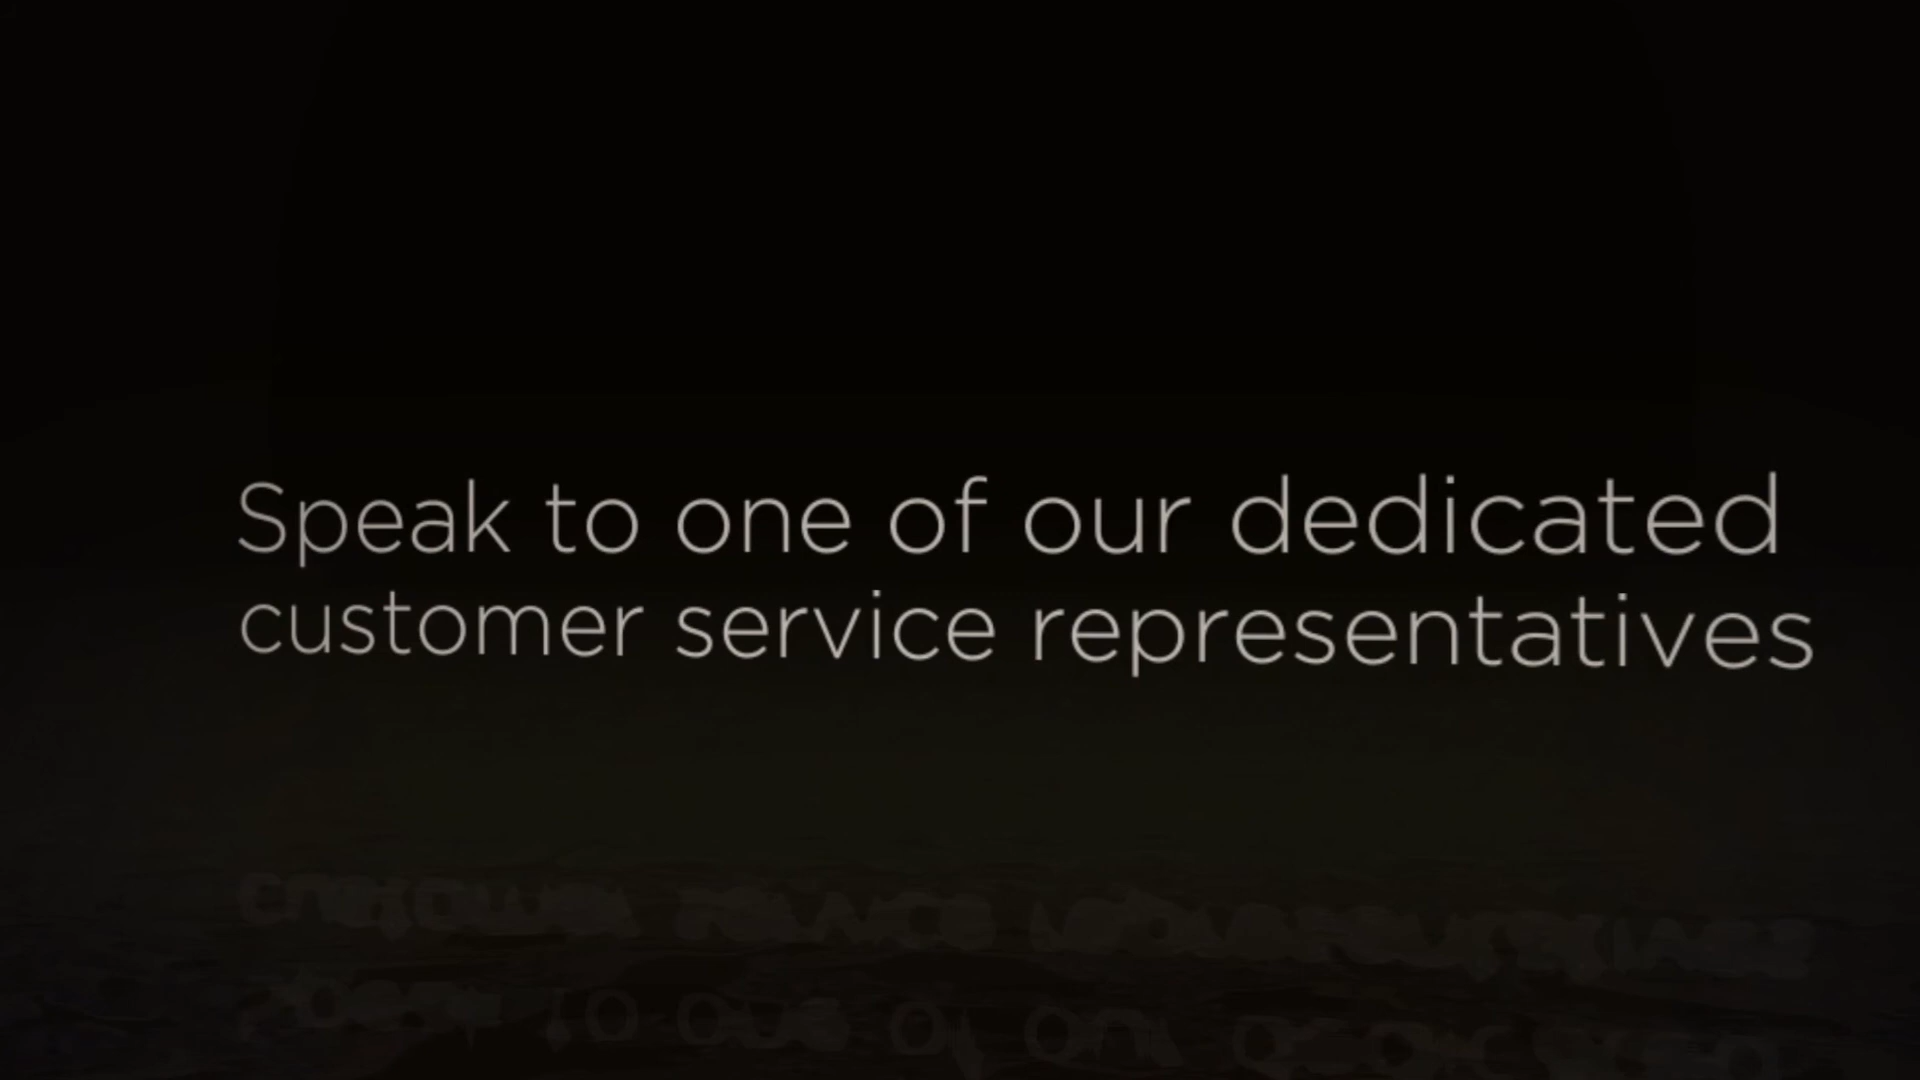 Speak to one of our dedicated
customer service representatives